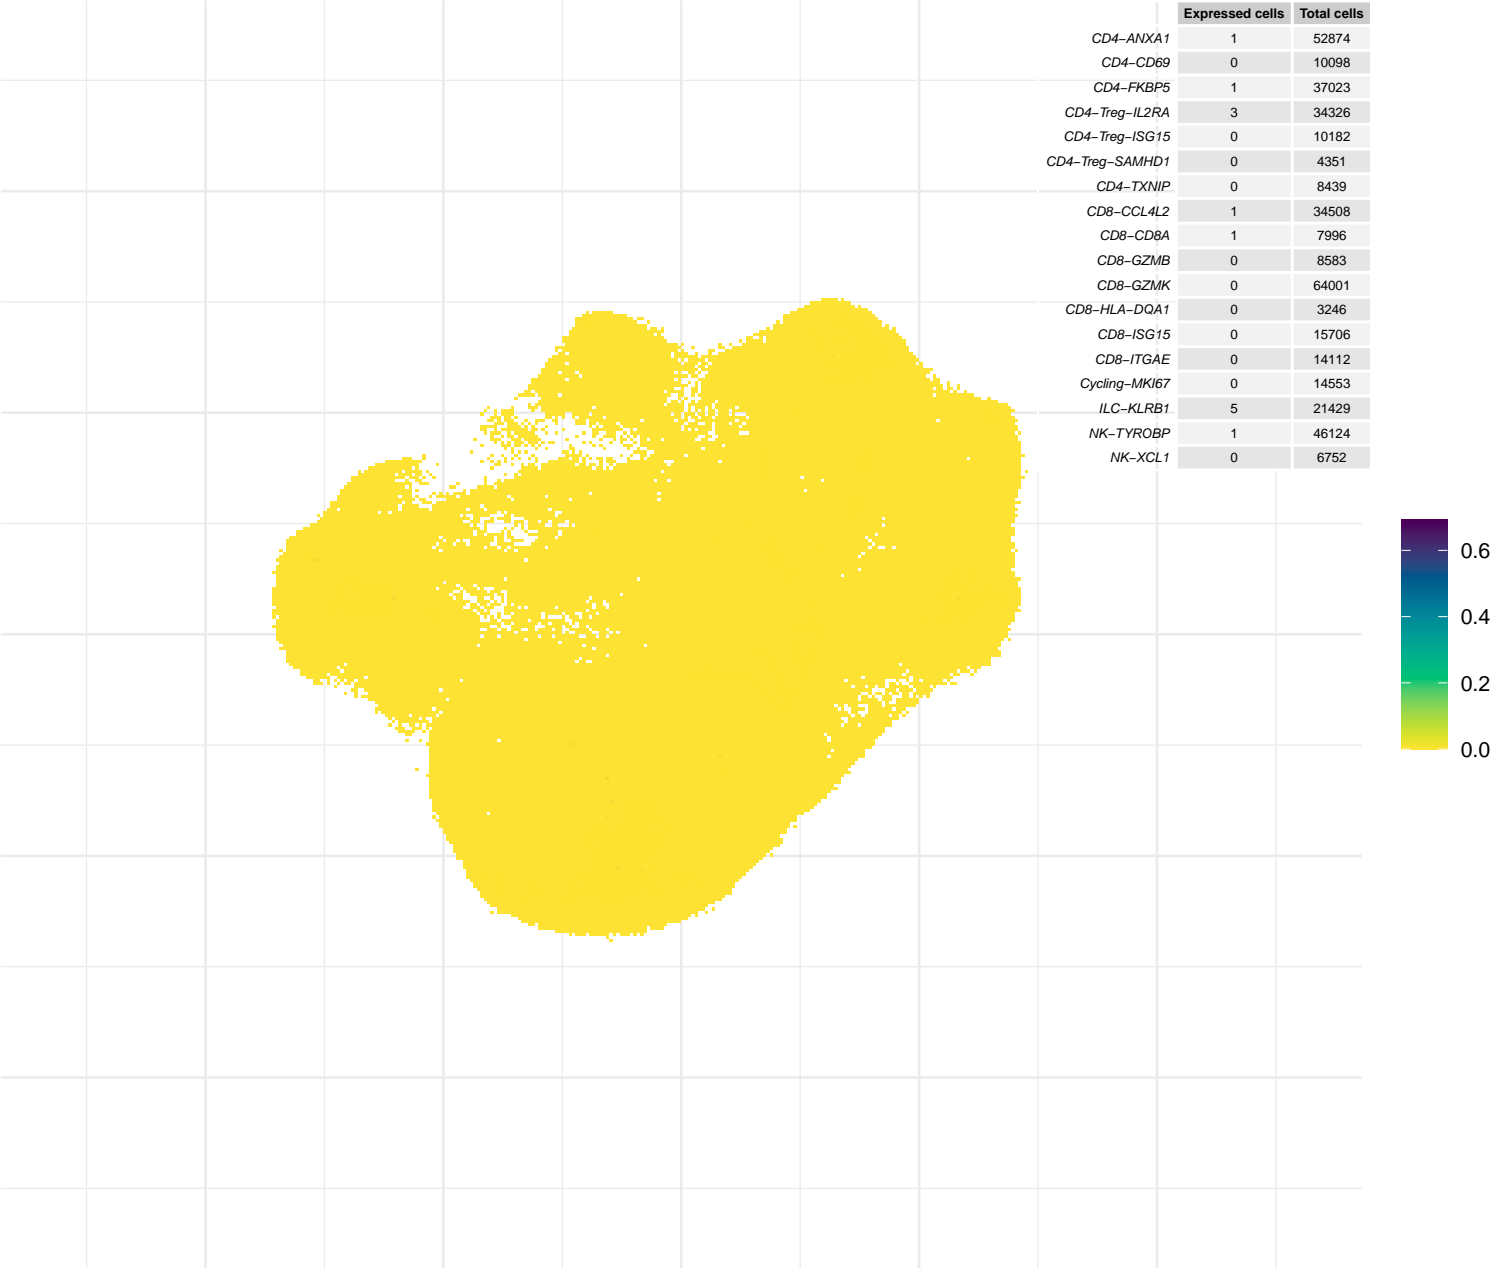 Expressed cells Total cells
CD4−ANXA1 1 52874
CD4−CD69 0 10098
CD4−FKBP5 1 37023
CD4−Treg−IL2RA 3 34326
CD4−Treg−ISG15 0 10182
CD4−Treg−SAMHD1 0 4351
CD4−TXNIP 0 8439
CD8−CCL4L2 1 34508
CD8−CD8A 1 7996
CD8−GZMB 0 8583
CD8−GZMK 0 64001
CD8−HLA−DQA1 0 3246
CD8−ISG15 0 15706
CD8−ITGAE 0 14112
Cycling−MKI67 0 14553
ILC−KLRB1 5 21429
NK−TYROBP 1 46124
NK−XCL1 0 6752
0.6
0.4
0.2
0.0